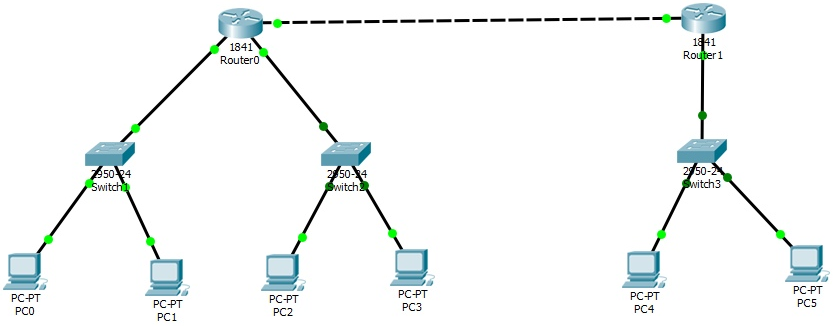 1841
Router0
1841
Router1
2950-24
Switch1
2950-24
Switch2
2950-24
Switch3
PC-PT
PC0
PC-PT
PC1
PC-PT
PC2
PC-PT
PC3
PC-PT
PC4
PC-PT
PC5